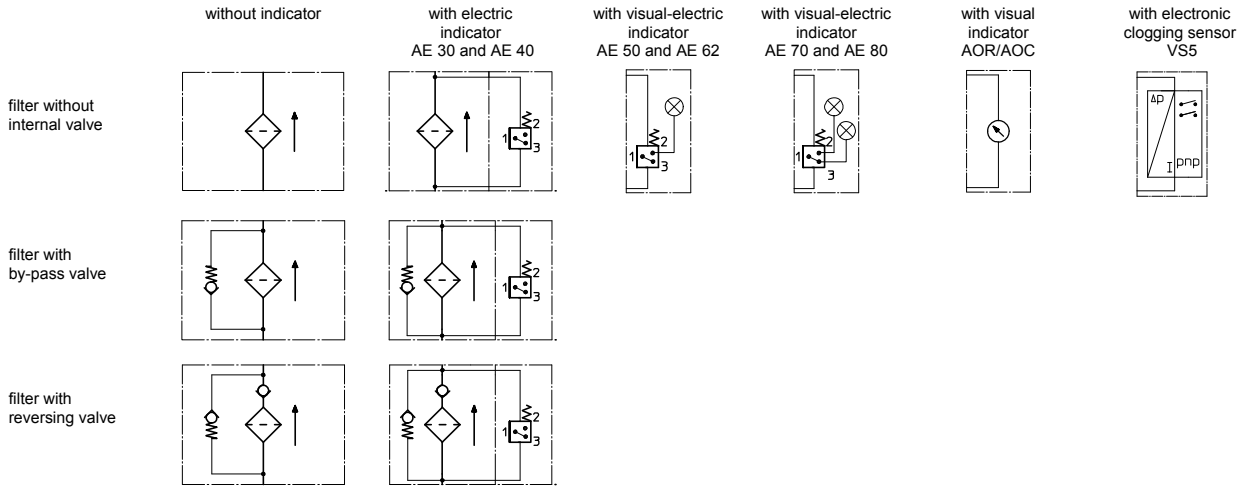 without indicator
with electric
indicator
AE 30 and AE 40
with visual-electric
indicator
AE 50 and AE 62
with visual-electric
indicator
AE 70 and AE 80
with visual
indicator
AOR/AOC
with electronic
clogging sensor
VS5
filter without
internal valve
1 2 3
1 2 3
1 2 3
Δp
I pnp
filter with
by-pass valve
1 2 3
filter with
reversing valve
1 2 3